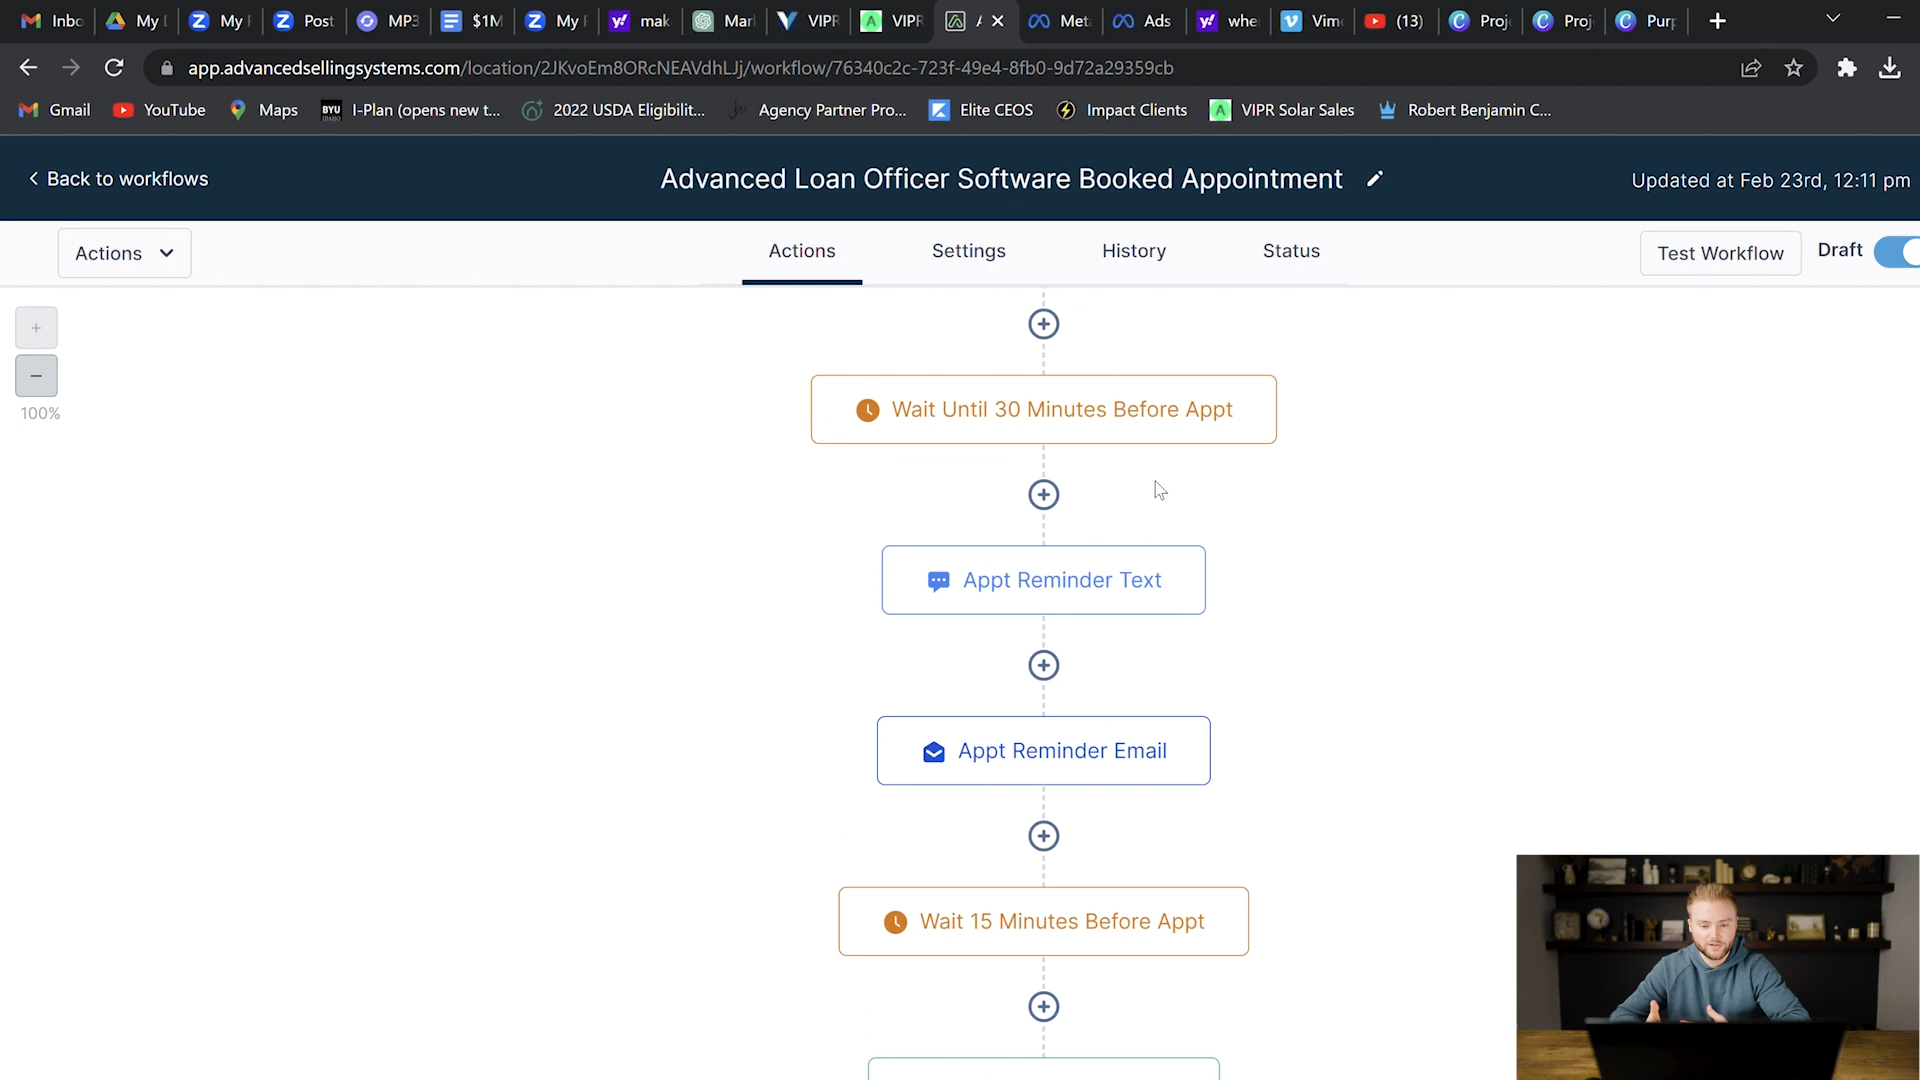 Inbo
My D
My
Post
MP3
$1M
My
mak
Mar
VIPR
VIPR
Met
Ads
whe
Vim
(13)
Proj
Proj
Pur
app.advancedsellingsystems.com/location/2JKvoEm8ORcNEAVdhLJj/workflow/76340c2c-723f-49e4-8fb0-9d72a29359cb
Gmail YouTube Maps BYU IDAHO I-Plan (opens new t... 2022 USDA Eligibilit... Agency Partner Pro... Elite CEOS Impact Clients VIPR Solar Sales Robert Benjamin C...
Back to workflows
Advanced Loan Officer Software Booked Appointment
Updated at Feb 23rd, 12:11 pm
Actions
Actions Settings History Status
Test Workflow
Draft
+
−
100%
Wait Until 30 Minutes Before Appt
Appt Reminder Text
Appt Reminder Email
Wait 15 Minutes Before Appt